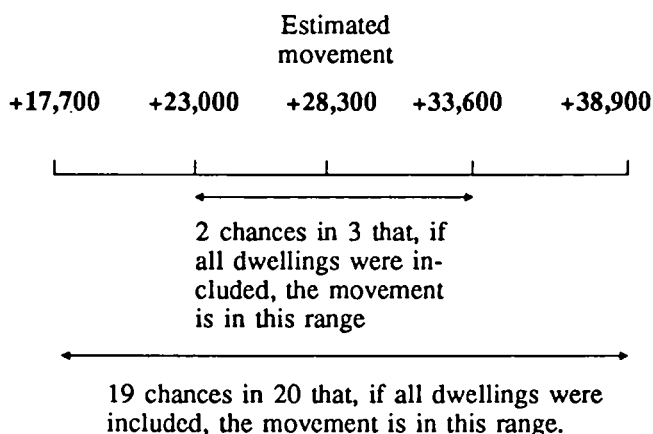 Estimated
movement
+17,700 +23,000 +28,300 +33,600 +38,900
2 chances in 3 that, if
all dwellings were in-
cluded, the movement
is in this range
19 chances in 20 that, if all dwellings were
included, the movement is in this range.